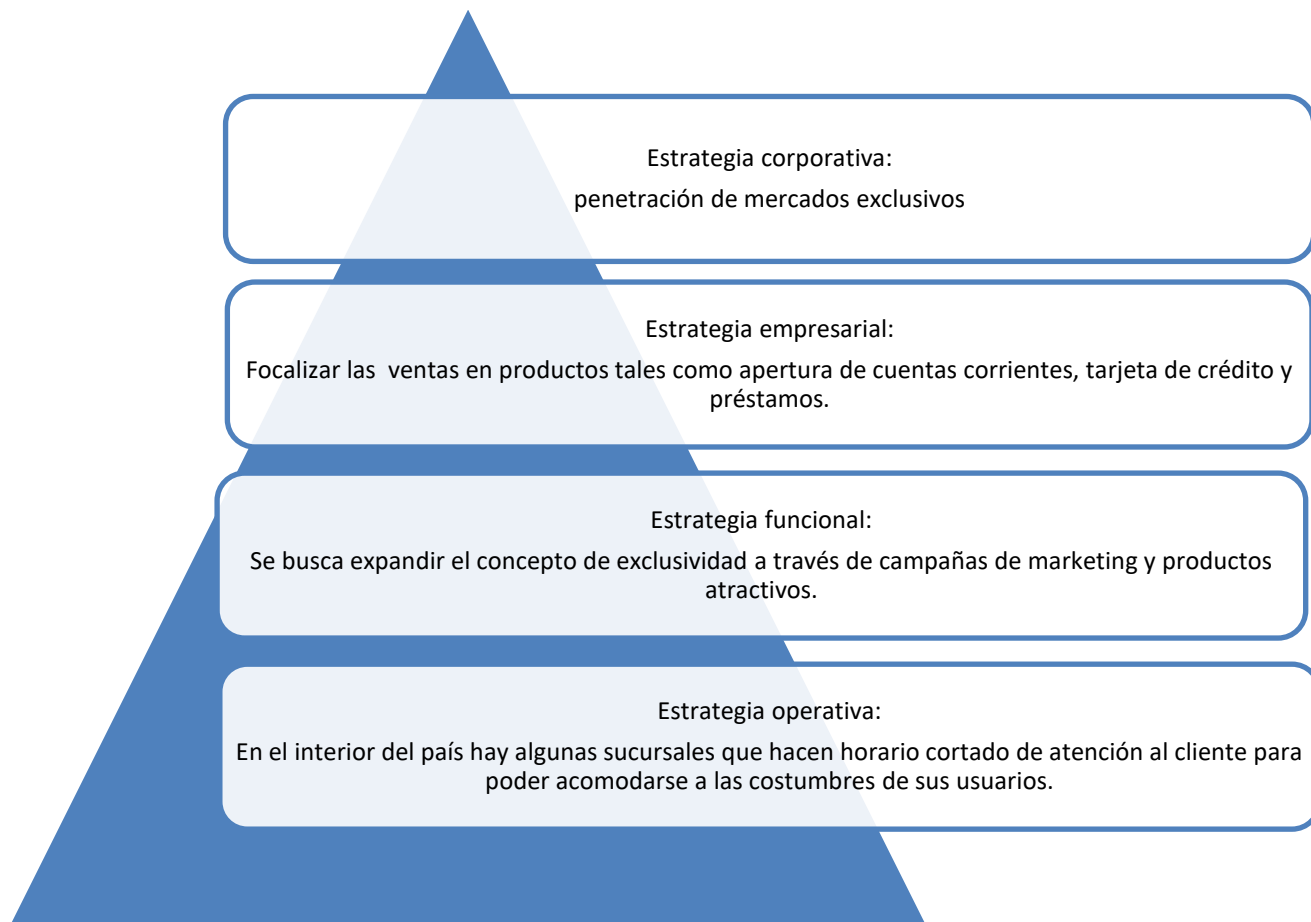 Estrategia corporativa:
penetración de mercados exclusivos
Estrategia empresarial:
Focalizar las  ventas en productos tales como apertura de cuentas corrientes, tarjeta de crédito y
préstamos.
Estrategia funcional:
Se busca expandir el concepto de exclusividad a través de campañas de marketing y productos
atractivos.
Estrategia operativa:
En el interior del país hay algunas sucursales que hacen horario cortado de atención al cliente para
poder acomodarse a las costumbres de sus usuarios.